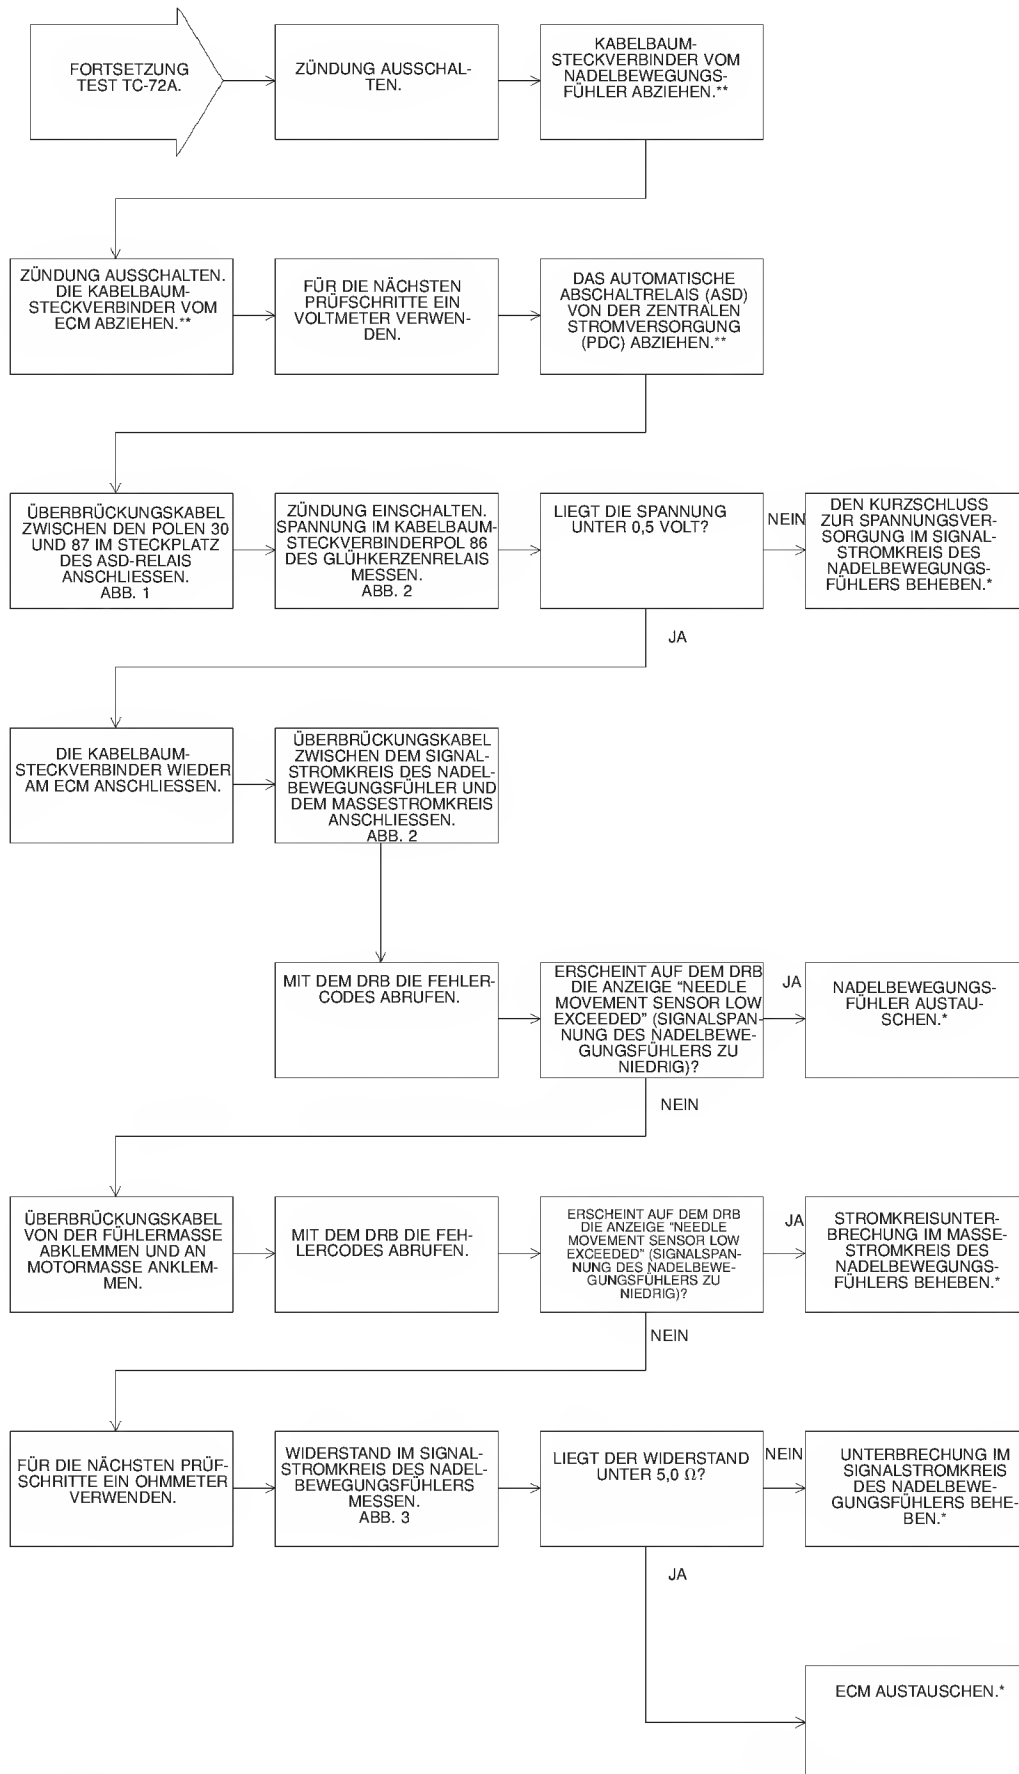 FORTSETZUNG
TEST TC-72A.
ZÜNDUNG AUSSCHAL-
TEN.
KABELBAUM-
STECKVERBINDER VOM
NADELBEWEGUNGS-
FÜHLER ABZIEHEN.**
ZÜNDUNG AUSSCHALTEN.
DIE KABELBAUM-
STECKVERBINDER VOM
ECM ABZIEHEN.**
FÜR DIE NÄCHSTEN
PRÜFSCHRITTE EIN
VOLTMETER VERWEN-
DEN.
DAS AUTOMATISCHE
ABSCHALTRELAIS (ASD)
VON DER ZENTRALEN
STROMVERSORGUNG
(PDC) ABZIEHEN.**
ÜBERBRÜCKUNGSKABEL
ZWISCHEN DEN POLEN 30
UND 87 IM STECKPLATZ
DES ASD-RELAIS
ANSCHLIESSEN.
ABB. 1
ZÜNDUNG EINSCHALTEN.
SPANNUNG IM KABELBAUM-
STECKVERBINDERPOL 86
DES GLÜHKERZENRELAIS
MESSEN.
ABB. 2
LIEGT DIE SPANNUNG
UNTER 0,5 VOLT?
NEIN
DEN KURZSCHLUSS
ZUR SPANNUNGSVER-
SORGUNG IM SIGNAL-
STROMKREIS DES
NADELBEWEGUNGS-
FÜHLERS BEHEBEN.*
JA
DIE KABELBAUM-
STECKVERBINDER WIEDER
AM ECM ANSCHLIESSEN.
ÜBERBRÜCKUNGSKABEL
ZWISCHEN DEM SIGNAL-
STROMKREIS DES NADEL-
BEWEGUNGSFÜHLER UND
DEM MASSESTROMKREIS
ANSCHLIESSEN.
ABB. 2
MIT DEM DRB DIE FEHLER-
CODES ABRUFEN.
ERSCHEINT AUF DEM DRB
DIE ANZEIGE “NEEDLE
MOVEMENT SENSOR LOW
EXCEEDED” (SIGNALSPAN-
NUNG DES NADELBEWE-
GUNGSFÜHLERS ZU
NIEDRIG)?
JA
NADELBEWEGUNGS-
FÜHLER AUSTAU-
SCHEN.*
NEIN
ÜBERBRÜCKUNGSKABEL
VON DER FÜHLERMASSE
ABKLEMMEN UND AN
MOTORMASSE ANKLEM-
MEN.
MIT DEM DRB DIE FEH-
LERCODES ABRUFEN.
ERSCHEINT AUF DEM DRB
DIE ANZEIGE “NEEDLE
MOVEMENT SENSOR LOW
EXCEEDED” (SIGNALSPAN-
NUNG DES NADELBEWE-
GUNGSFÜHLERS ZU
NIEDRIG)?
JA
STROMKREISUNTER-
BRECHUNG IM MASSE-
STROMKREIS DES
NADELBEWEGUNGS-
FÜHLERS BEHEBEN.*
NEIN
FÜR DIE NÄCHSTEN PRÜF-
SCHRITTE EIN OHMMETER
VERWENDEN.
WIDERSTAND IM SIGNAL-
STROMKREIS DES NADEL-
BEWEGUNGSFÜHLERS
MESSEN.
ABB. 3
LIEGT DER WIDERSTAND
UNTER 5,0 Ω?
NEIN
UNTERBRECHUNG IM
SIGNALSTROMKREIS
DES NADELBEWE-
GUNGSFÜHLERS BEHE-
BEN.*
JA
ECM AUSTAUSCHEN.*